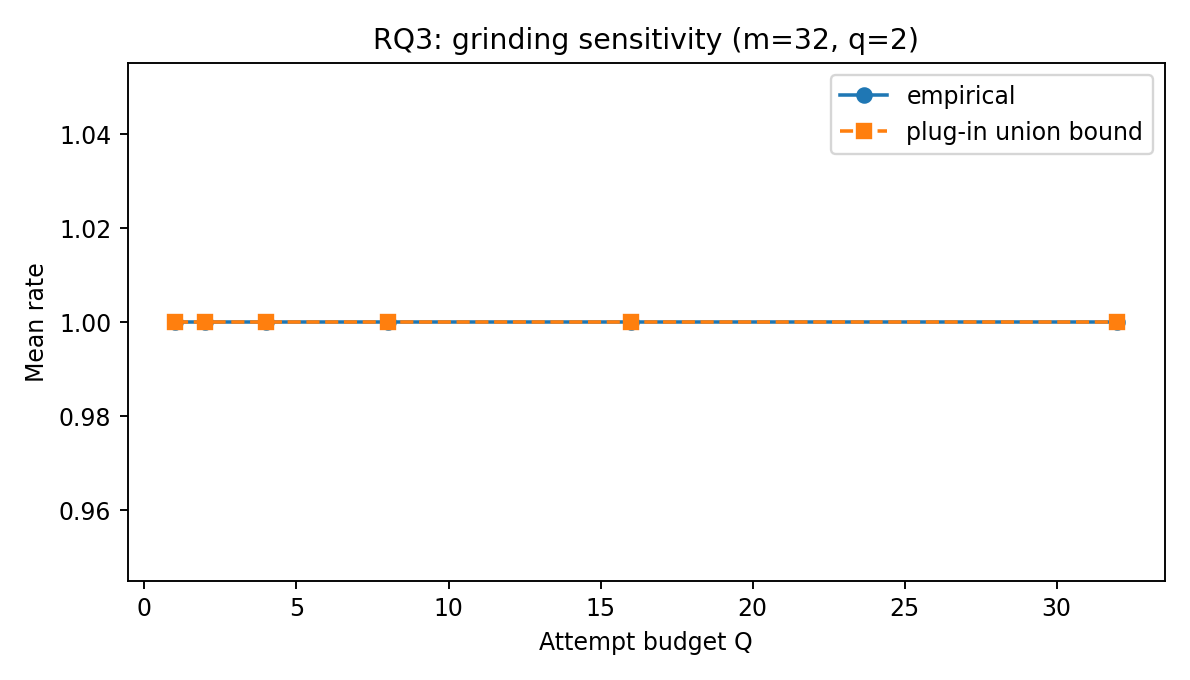 RQ3: grinding sensitivity (m=32, q=2)
empirical
plug-in union bound
1.04
1.02
1.00
0.98
0.96
Mean rate
0 5 10 15 20 25 30
Attempt budget Q